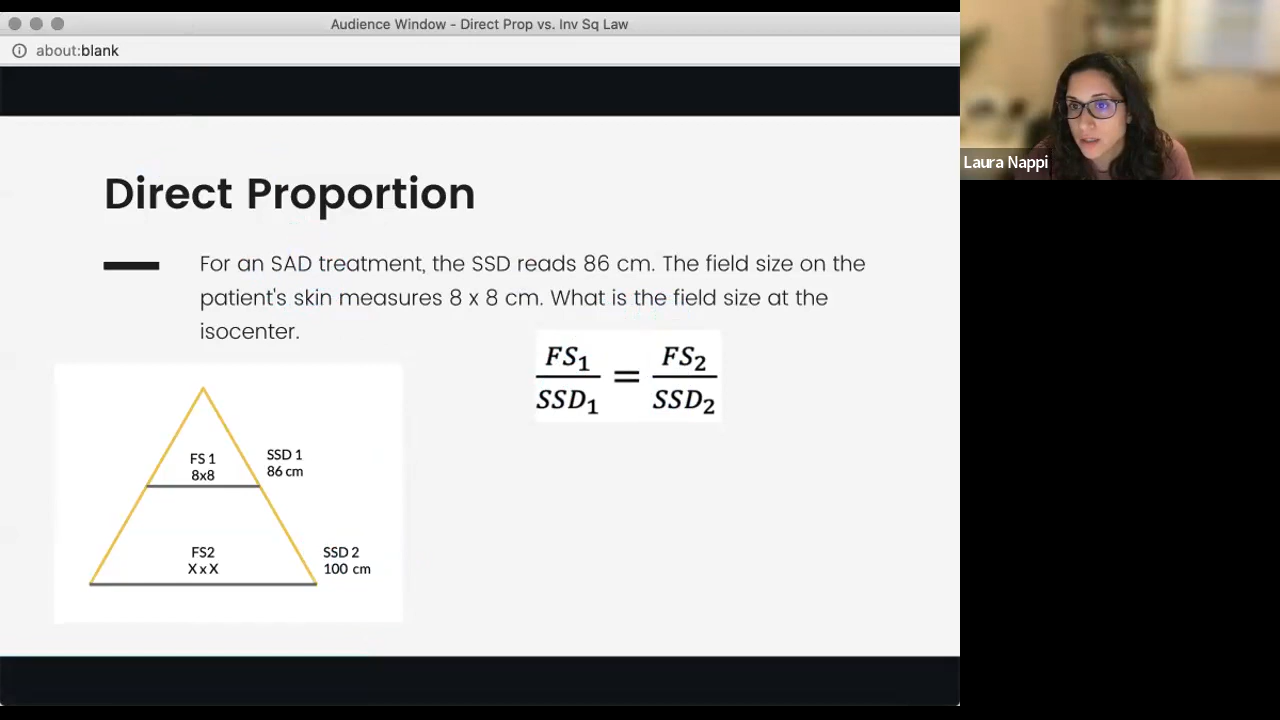 Audience Window - Direct Prop vs. Inv Sq Law
about:blank
Laura Nappi
Direct Proportion
For an SAD treatment, the SSD reads 86 cm. The field size on the
patient's skin measures 8 x 8 cm. What is the field size at the
isocenter.
FS₁ / SSD₁ = FS₂ / SSD₂
FS 1
8x8
SSD 1
86 cm
FS2
X x X
SSD 2
100 cm